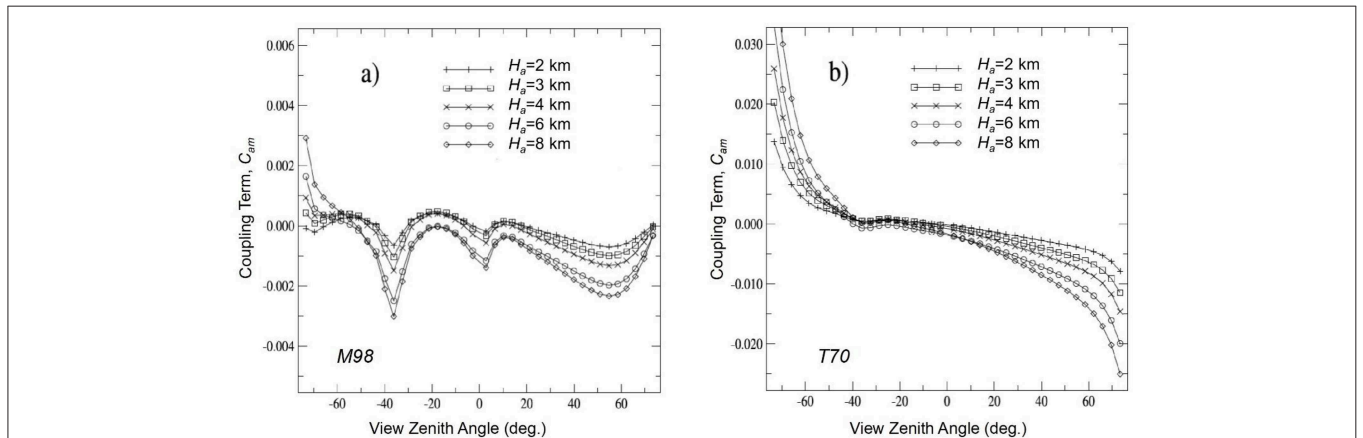 a)
0.006
0.004
0.002
0.000
-0.002
-0.004
Coupling Term, Cam
Ha=2 km
Ha=3 km
Ha=4 km
Ha=6 km
Ha=8 km
M98
-60
-40
-20
0
20
40
60
View Zenith Angle (deg.)
b)
0.030
0.020
0.010
0.000
-0.010
-0.020
Coupling Term, Cam
Ha=2 km
Ha=3 km
Ha=4 km
Ha=6 km
Ha=8 km
T70
-60
-40
-20
0
20
40
60
View Zenith Angle (deg.)